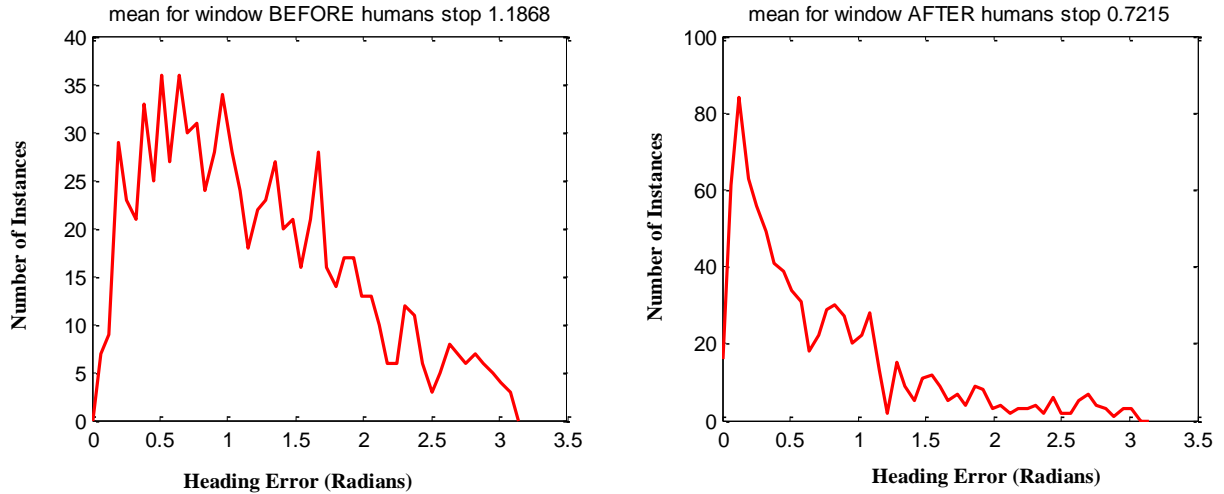 mean for window BEFORE humans stop 1.1868
40
35
30
25
20
15
10
5
0
Number of Instances
0 0.5 1 1.5 2 2.5 3 3.5
Heading Error (Radians)
mean for window AFTER humans stop 0.7215
100
80
60
40
20
0
Number of Instances
0 0.5 1 1.5 2 2.5 3 3.5
Heading Error (Radians)